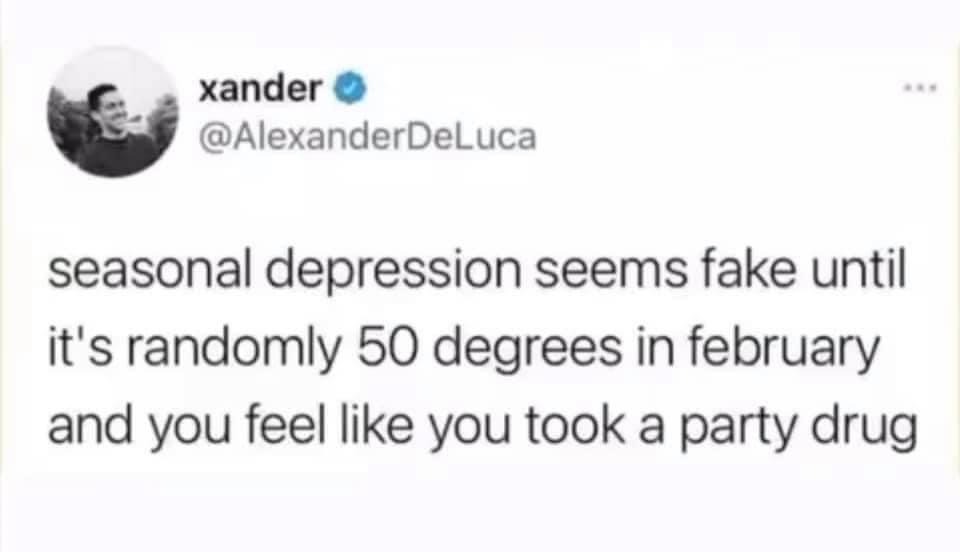 xander
@AlexanderDeLuca
seasonal depression seems fake until
it's randomly 50 degrees in february
and you feel like you took a party drug